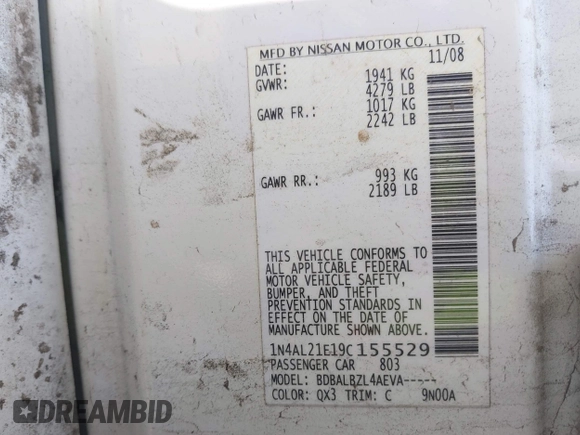 MFD BY NISSAN MOTOR CO., LTD.
DATE: 11/08
GVWR: 1941 KG
4279 LB
GAWR FR.: 1017 KG
2242 LB
GAWR RR.: 993 KG
2189 LB
THIS VEHICLE CONFORMS TO
ALL APPLICABLE FEDERAL
MOTOR VEHICLE SAFETY,
BUMPER, AND THEFT
PREVENTION STANDARDS IN
EFFECT ON THE DATE OF
MANUFACTURE SHOWN ABOVE.
1N4AL21E19C155529
PASSENGER CAR 803
MODEL: BDBALBZL4AEVA-----
COLOR: QX3 TRIM: C 9N00A
DREAMBID
dreambid.com